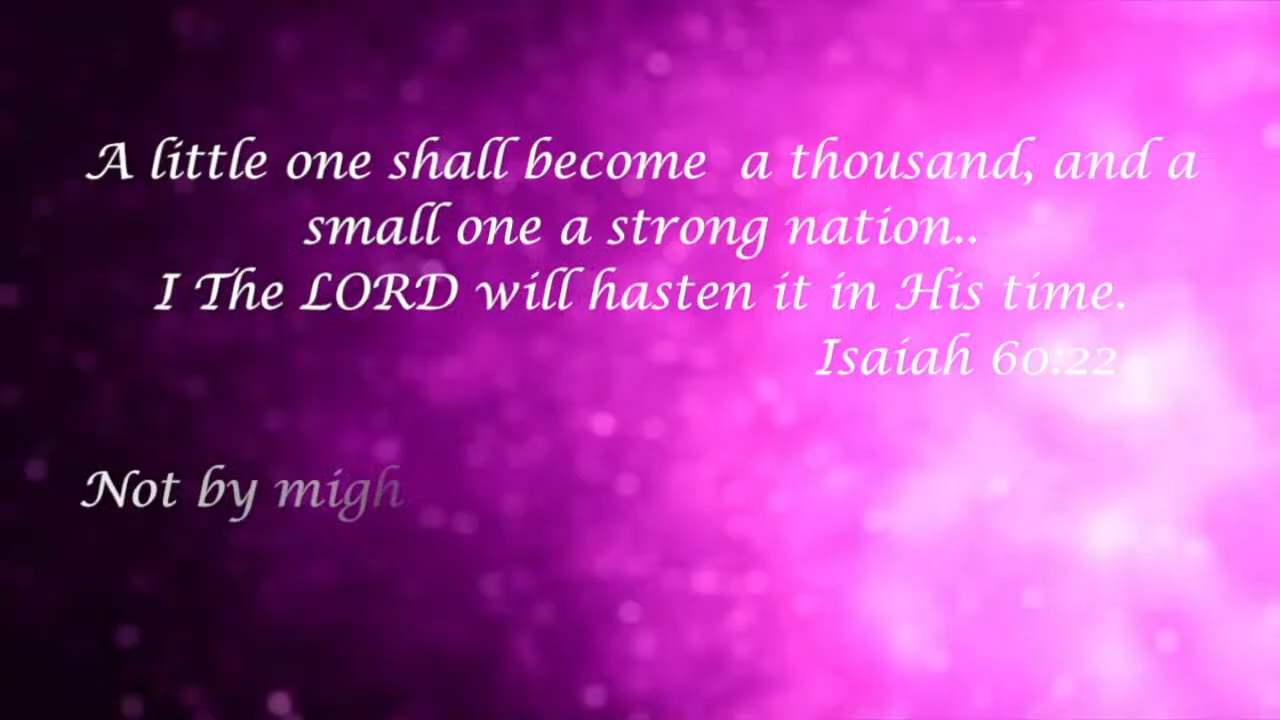 A little one shall become  a thousand, and a
small one a strong nation..
I The LORD will hasten it in His time.
Isaiah 60:22
Not by migh